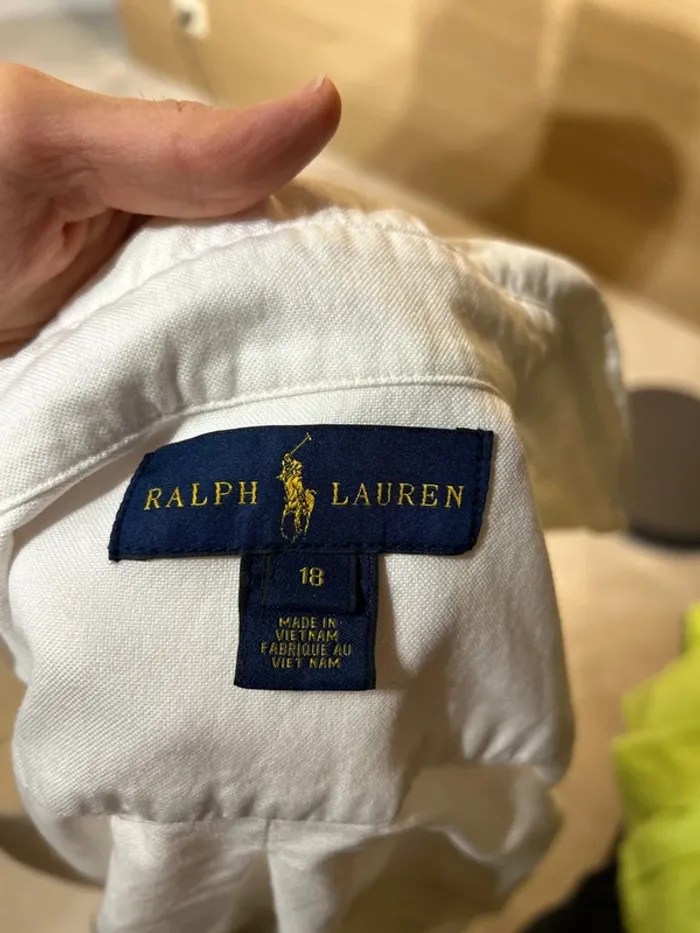 RALPH LAUREN
18
MADE IN
VIETNAM
FABRIQUE AU
VIET NAM